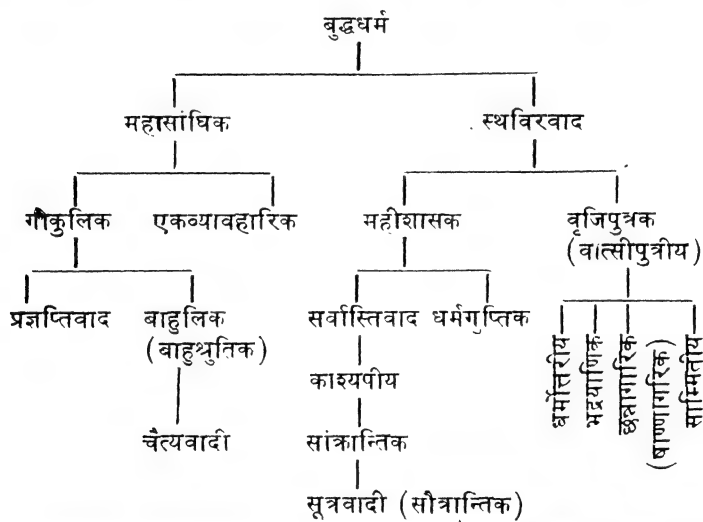 बुद्धधर्म
महासांघिक स्थविरवाद
गौकुलिक एकव्यावहारिक महीशासक वृजिपुत्रक
(वात्सीपुत्रीय)
प्रज्ञप्तिवाद बाहुलिक सर्वास्तिवाद धर्मगुप्तिक
(बाहुश्रुतिक)
धर्मोत्तरीय
भद्रयाणिक
छन्नागारिक
(षाण्णागरिक)
साम्मितीय
काश्यपीय
चैत्यवादी सांक्रान्तिक
सूत्रवादी (सौत्रान्तिक)